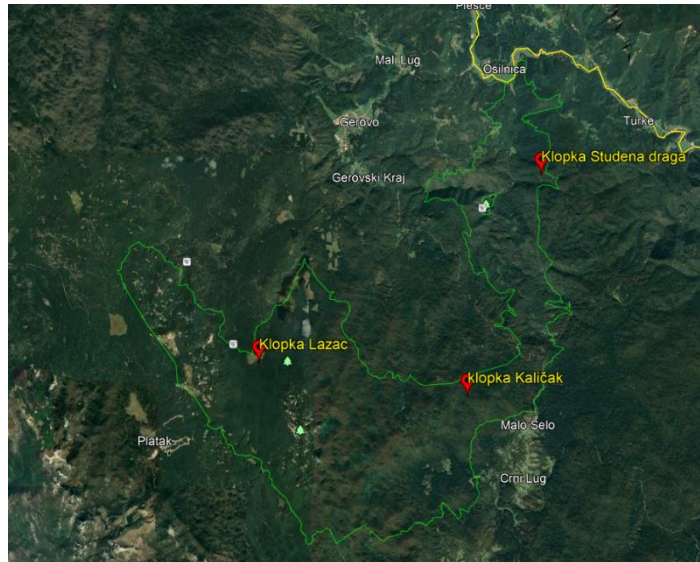 Plešce
Osilnica
Mali Lug
Turke
Gerovo
Klopka Studena draga
Gerovski Kraj
Klopka Lazac
klopka Kaličak
Malo Selo
Platak
Crni Lug